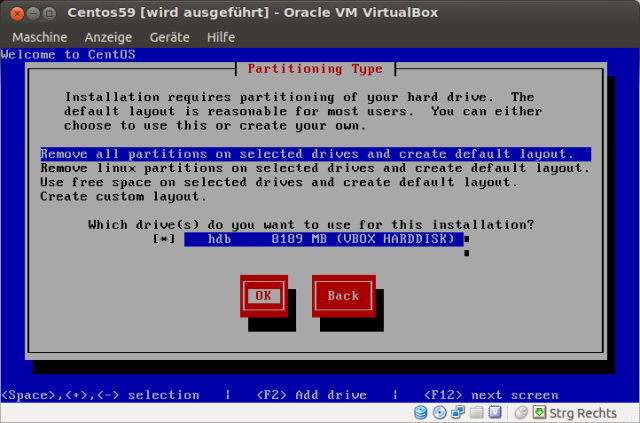 Centos59 [wird ausgeführt] - Oracle VM VirtualBox
Maschine Anzeige Geräte Hilfe
Welcome to CentOS
Partitioning Type
Installation requires partitioning of your hard drive. The
default layout is reasonable for most users. You can either
choose to use this or create your own.
Remove all partitions on selected drives and create default layout.
Remove linux partitions on selected drives and create default layout.
Use free space on selected drives and create default layout.
Create custom layout.
Which drive(s) do you want to use for this installation?
[*] hdb 8189 MB (VBOX HARDDISK)
OK Back
<Space>,<+>,<-> selection | <F2> Add drive | <F12> next screen
Strg Rechts